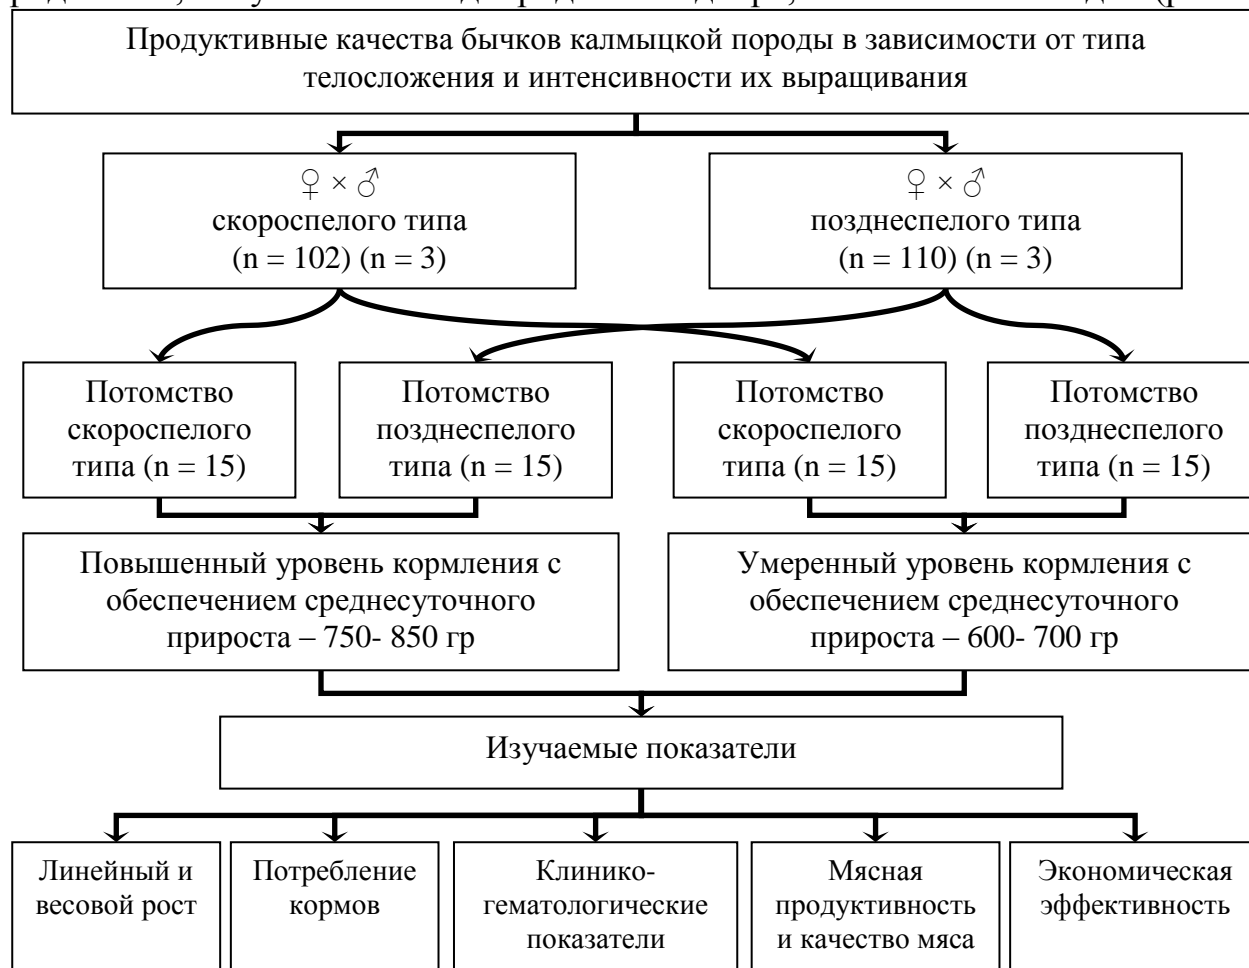 Продуктивные качества бычков калмыцкой породы в зависимости от типа
телосложения и интенсивности их выращивания
♀ × ♂
скороспелого типа
(n = 102) (n = 3)
♀ × ♂
позднеспелого типа
(n = 110) (n = 3)
Потомство
скороспелого
типа (n = 15)
Потомство
позднеспелого
типа (n = 15)
Потомство
скороспелого
типа (n = 15)
Потомство
позднеспелого
типа (n = 15)
Повышенный уровень кормления с
обеспечением среднесуточного
прироста – 750- 850 гр
Умеренный уровень кормления с
обеспечением среднесуточного
прироста – 600- 700 гр
Изучаемые показатели
Линейный и
весовой рост
Потребление
кормов
Клинико-
гематологические
показатели
Мясная
продуктивность
и качество мяса
Экономическая
эффективность